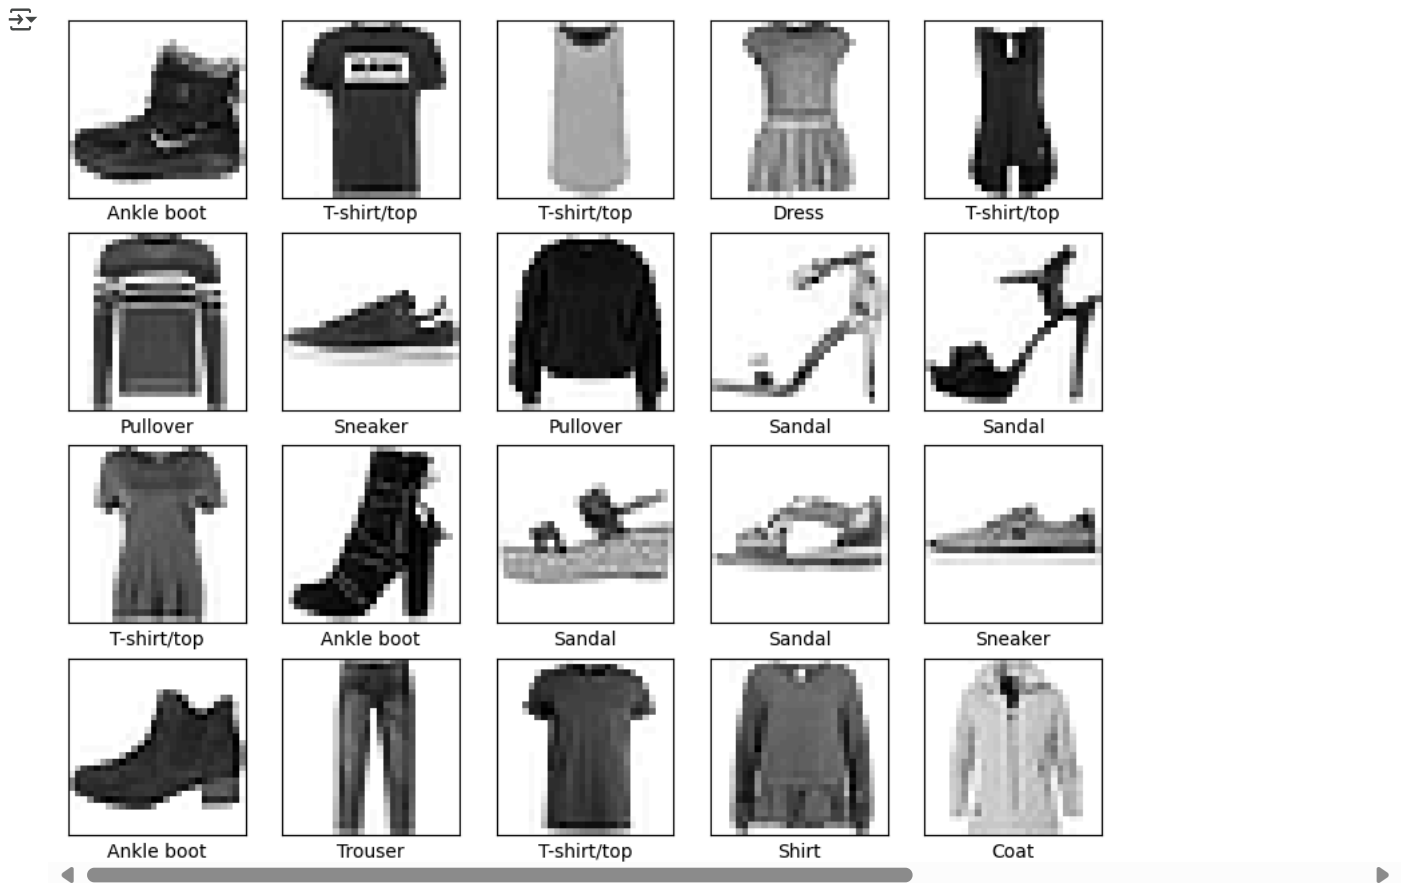 Ankle boot T-shirt/top T-shirt/top Dress T-shirt/top
Pullover Sneaker Pullover Sandal Sandal
T-shirt/top Ankle boot Sandal Sandal Sneaker
Ankle boot Trouser T-shirt/top Shirt Coat